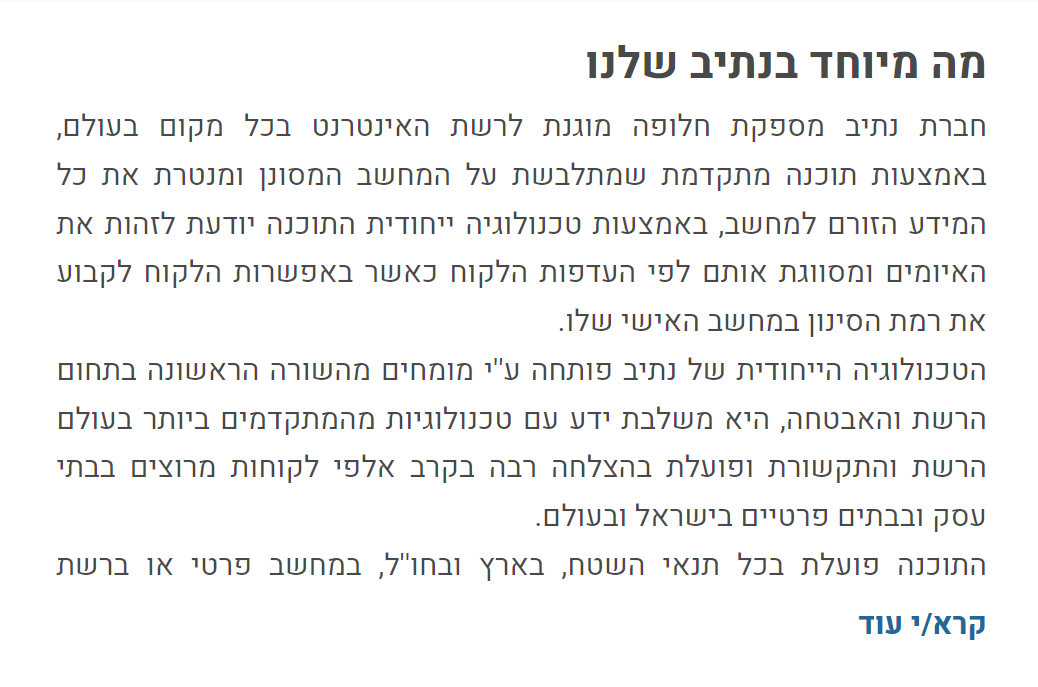 מה מיוחד בנתיב שלנו
חברת נתיב מספקת חלופה מוגנת לרשת האינטרנט בכל מקום בעולם,
באמצעות תוכנה מתקדמת שמתלבשת על המחשב המסונן ומנטרת את כל
המידע הזורם למחשב, באמצעות טכנולוגיה ייחודית התוכנה יודעת לזהות את
האיומים ומסווגת אותם לפי העדפות הלקוח כאשר באפשרות הלקוח לקבוע
את רמת הסינון במחשב האישי שלו.
הטכנולוגיה הייחודית של נתיב פותחה ע"י מומחים מהשורה הראשונה בתחום
הרשת והאבטחה, היא משלבת ידע עם טכנולוגיות מהמתקדמים ביותר בעולם
הרשת והתקשורת ופועלת בהצלחה רבה בקרב אלפי לקוחות מרוצים בבתי
עסק ובבתים פרטיים בישראל ובעולם.
התוכנה פועלת בכל תנאי השטח, בארץ ובחו"ל, במחשב פרטי או ברשת
קרא/י עוד